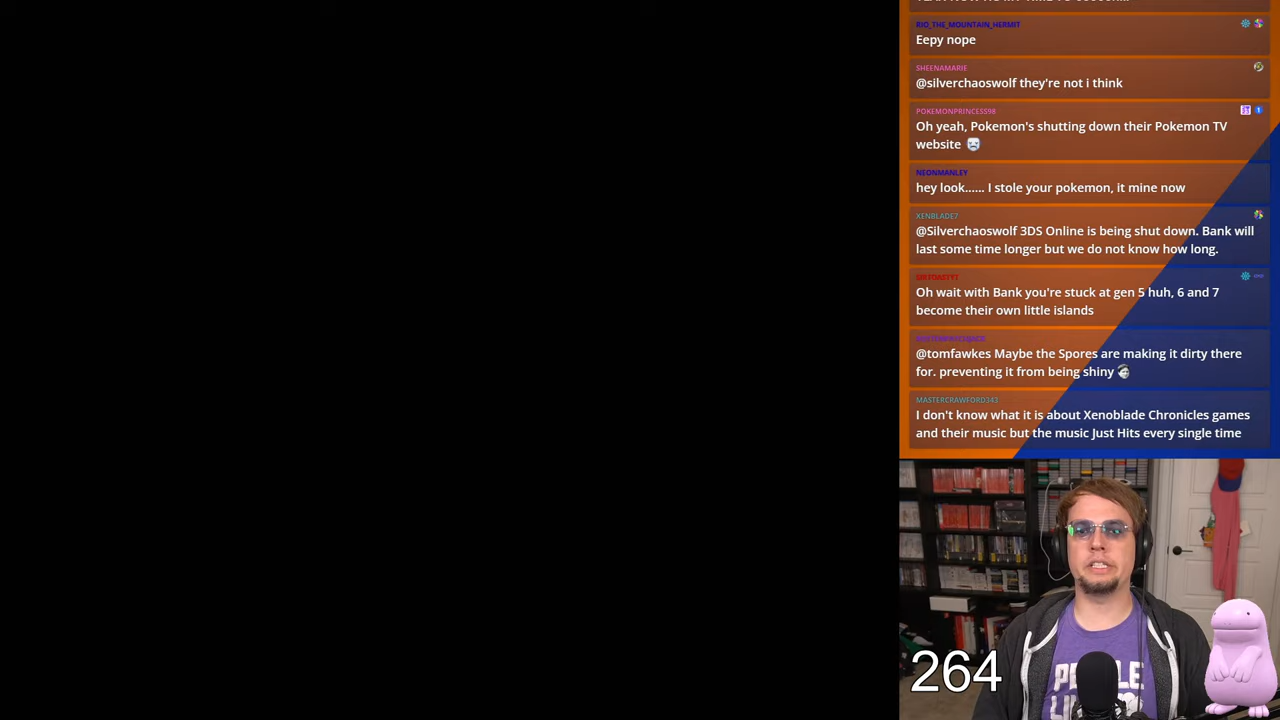 RIO_THE_MOUNTAIN_HERMIT
Eepy nope
SHEENAMARIE
@silverchaoswolf they're not i think
POKEMONPRINCESS98
Oh yeah, Pokemon's shutting down their Pokemon TV
website
NEONMANLEY
hey look...... I stole your pokemon, it mine now
XENBLADE7
@Silverchaoswolf 3DS Online is being shut down. Bank will
last some time longer but we do not know how long.
Oh wait with Bank you're stuck at gen 5 huh, 6 and 7
become their own little islands
@tomfawkes Maybe the Spores are making it dirty there
for. preventing it from being shiny
MASTERCRAWFORD343
I don't know what it is about Xenoblade Chronicles games
and their music but the music Just Hits every single time
264